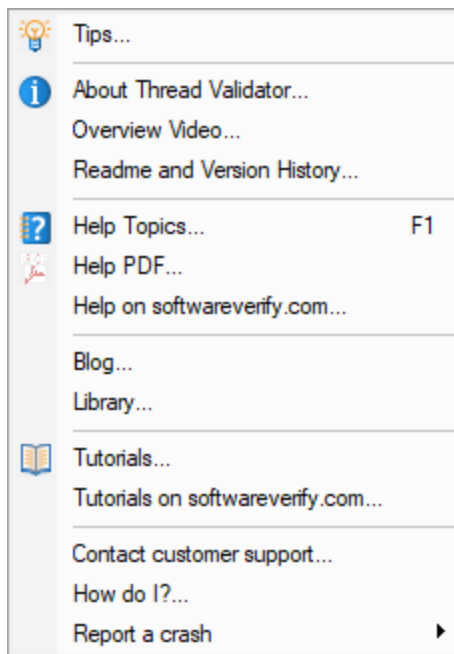 Tips...
About Thread Validator...
Overview Video...
Readme and Version History...
Help Topics... F1
Help PDF...
Help on softwareverify.com...
Blog...
Library...
Tutorials...
Tutorials on softwareverify.com...
Contact customer support...
How do I?...
Report a crash